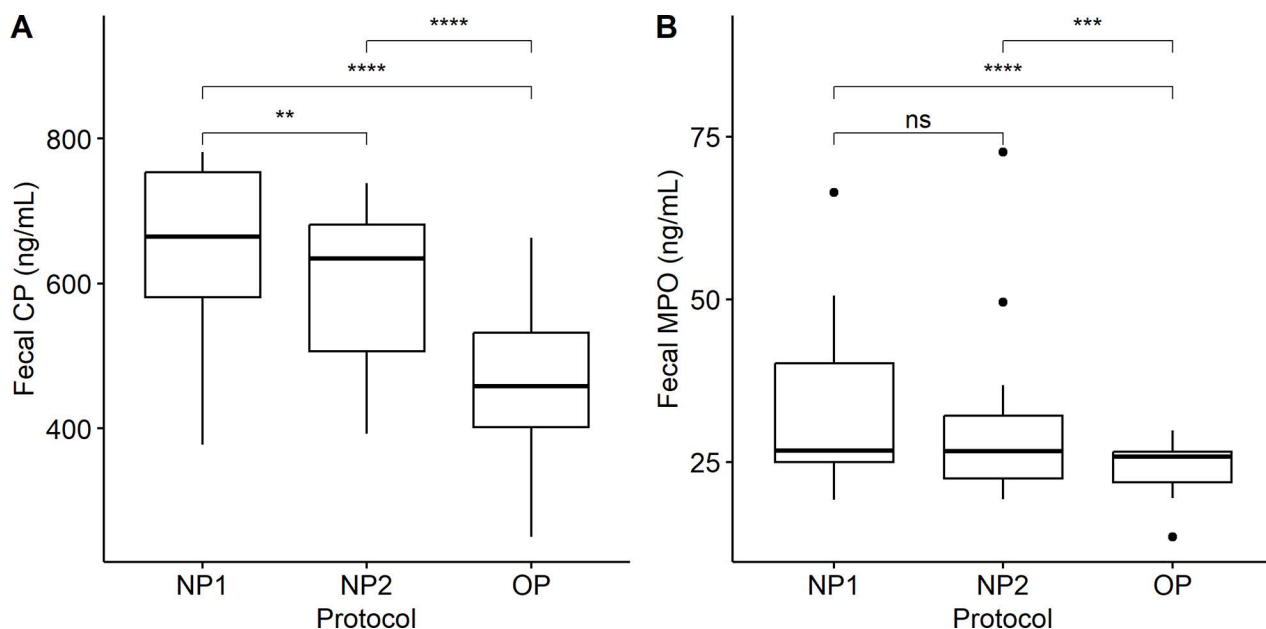 A
****
****
**
800
600
400
Fecal CP (ng/mL)
NP1 NP2 OP
Protocol
B
***
****
ns
75
50
25
Fecal MPO (ng/mL)
NP1 NP2 OP
Protocol